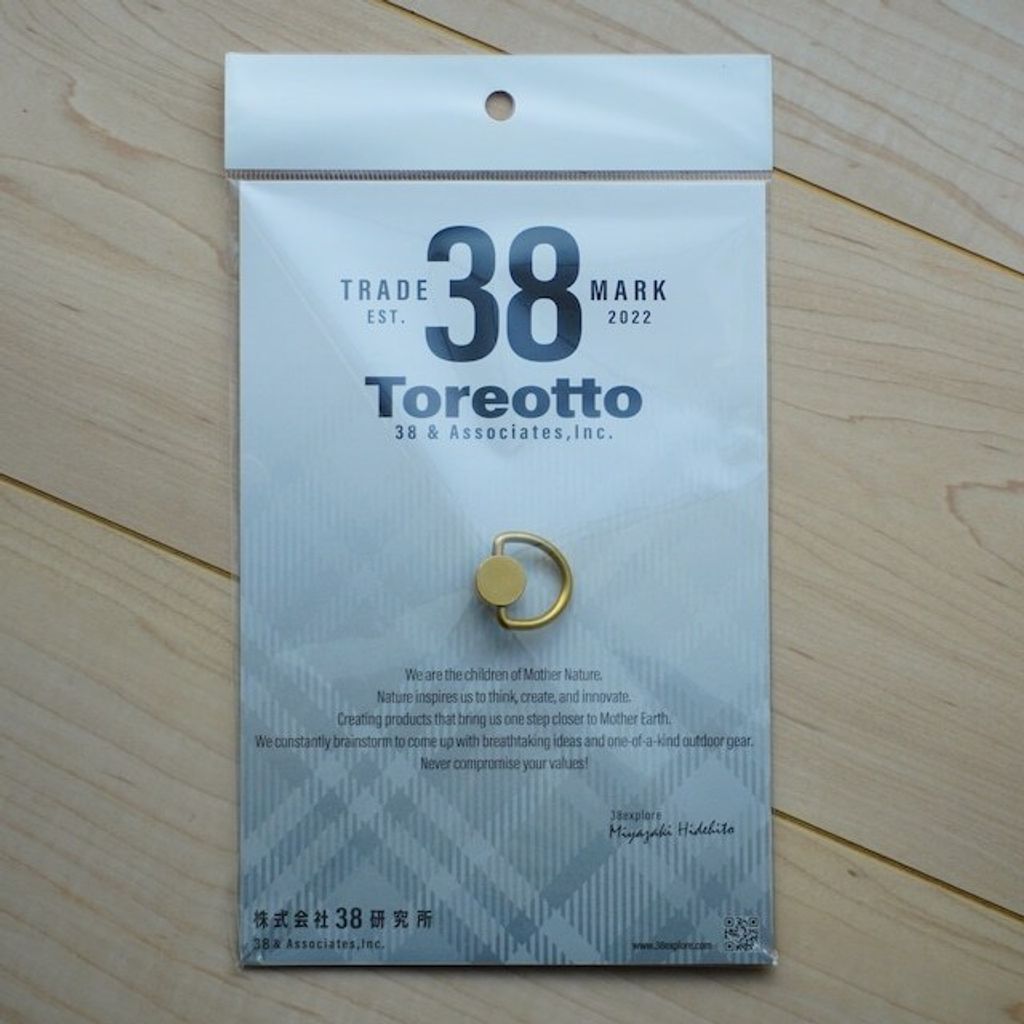 TRADE 38 MARK
EST. 2022
Toreotto
38 & Associates,Inc.
We are the children of Mother Nature.
Nature inspires us to think, create, and innovate.
Creating products that bring us one step closer to Mother Earth.
We constantly brainstorm to come up with breathtaking ideas and one-of-a-kind outdoor gear.
Never compromise your values!
38explore
Miyazaki Hidehito
株式会社38研究所
38 & Associates,Inc.
www.38explore.com